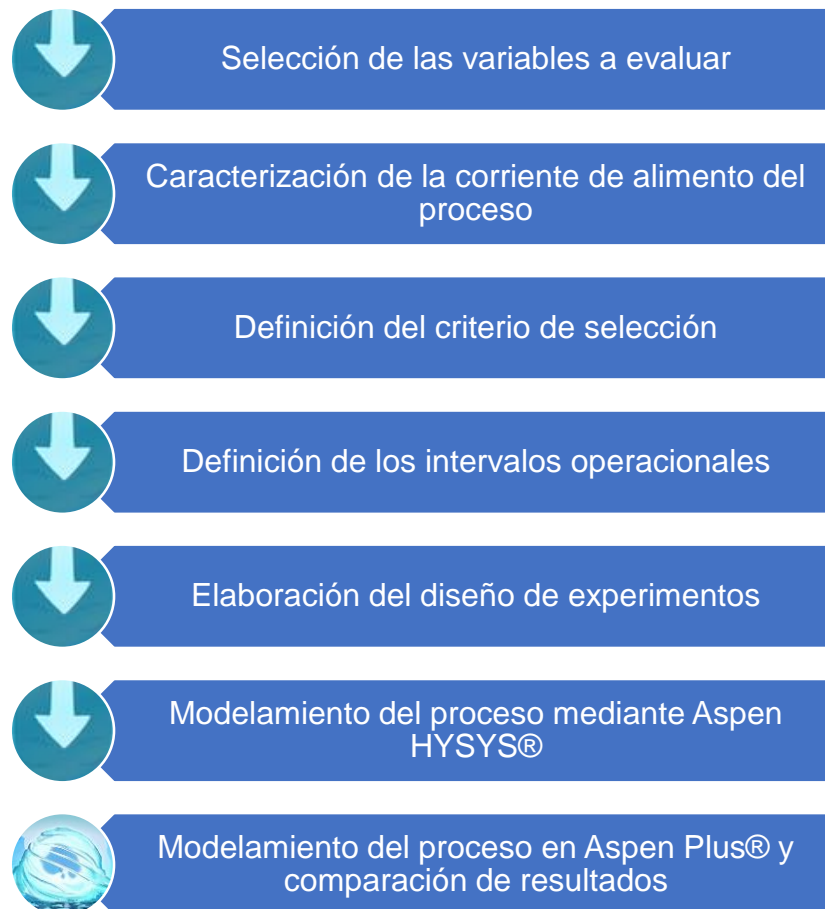 Selección de las variables a evaluar
Caracterización de la corriente de alimento del
proceso
Definición del criterio de selección
Definición de los intervalos operacionales
Elaboración del diseño de experimentos
Modelamiento del proceso mediante Aspen
HYSYS®
Modelamiento del proceso en Aspen Plus® y
comparación de resultados